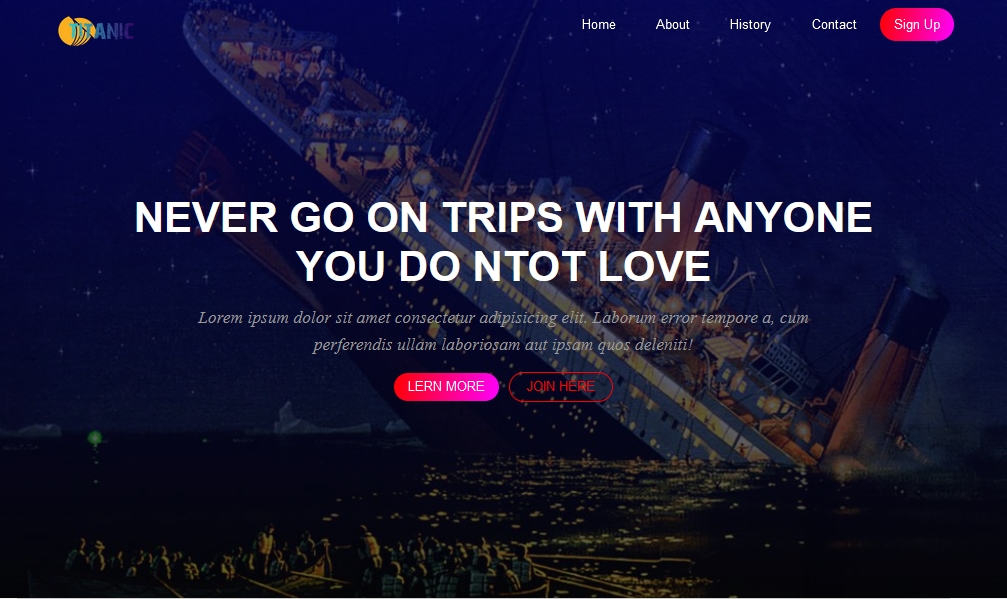 TITANIC
Home About History Contact Sign Up
NEVER GO ON TRIPS WITH ANYONE
YOU DO NTOT LOVE
Lorem ipsum dolor sit amet consectetur adipisicing elit. Laborum error tempore a, cum
perferendis ullam laboriosam aut ipsam quos deleniti!
LERN MORE JOIN HERE